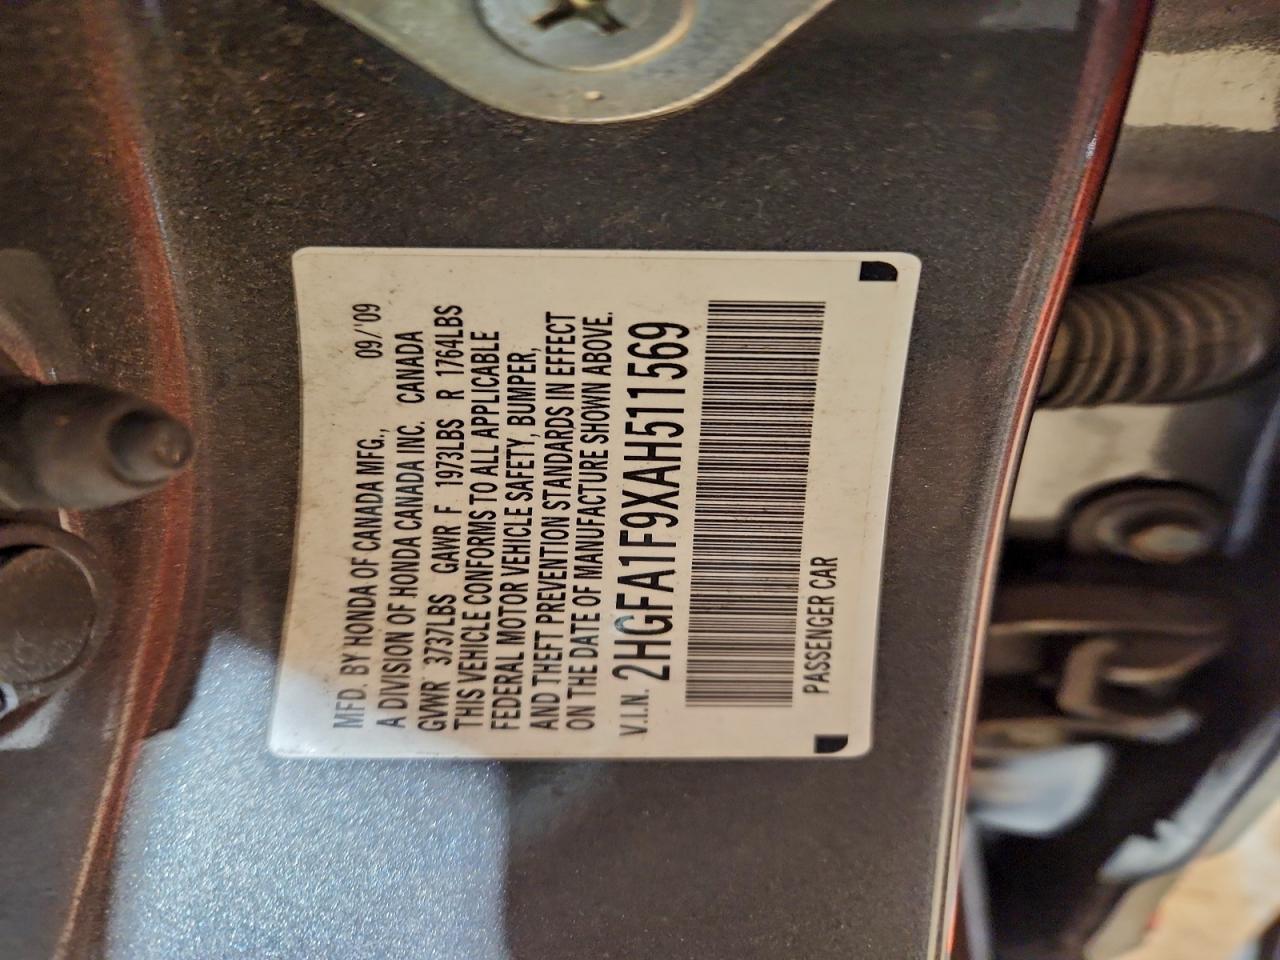 MFD. BY HONDA OF CANADA MFG., 09/'09
A DIVISION OF HONDA CANADA INC. CANADA
GVWR 3737LBS GAWR F 1973LBS R 1764LBS
THIS VEHICLE CONFORMS TO ALL APPLICABLE
FEDERAL MOTOR VEHICLE SAFETY, BUMPER,
AND THEFT PREVENTION STANDARDS IN EFFECT
ON THE DATE OF MANUFACTURE SHOWN ABOVE.
V.I.N. 2HGFA1F9XAH511569
PASSENGER CAR